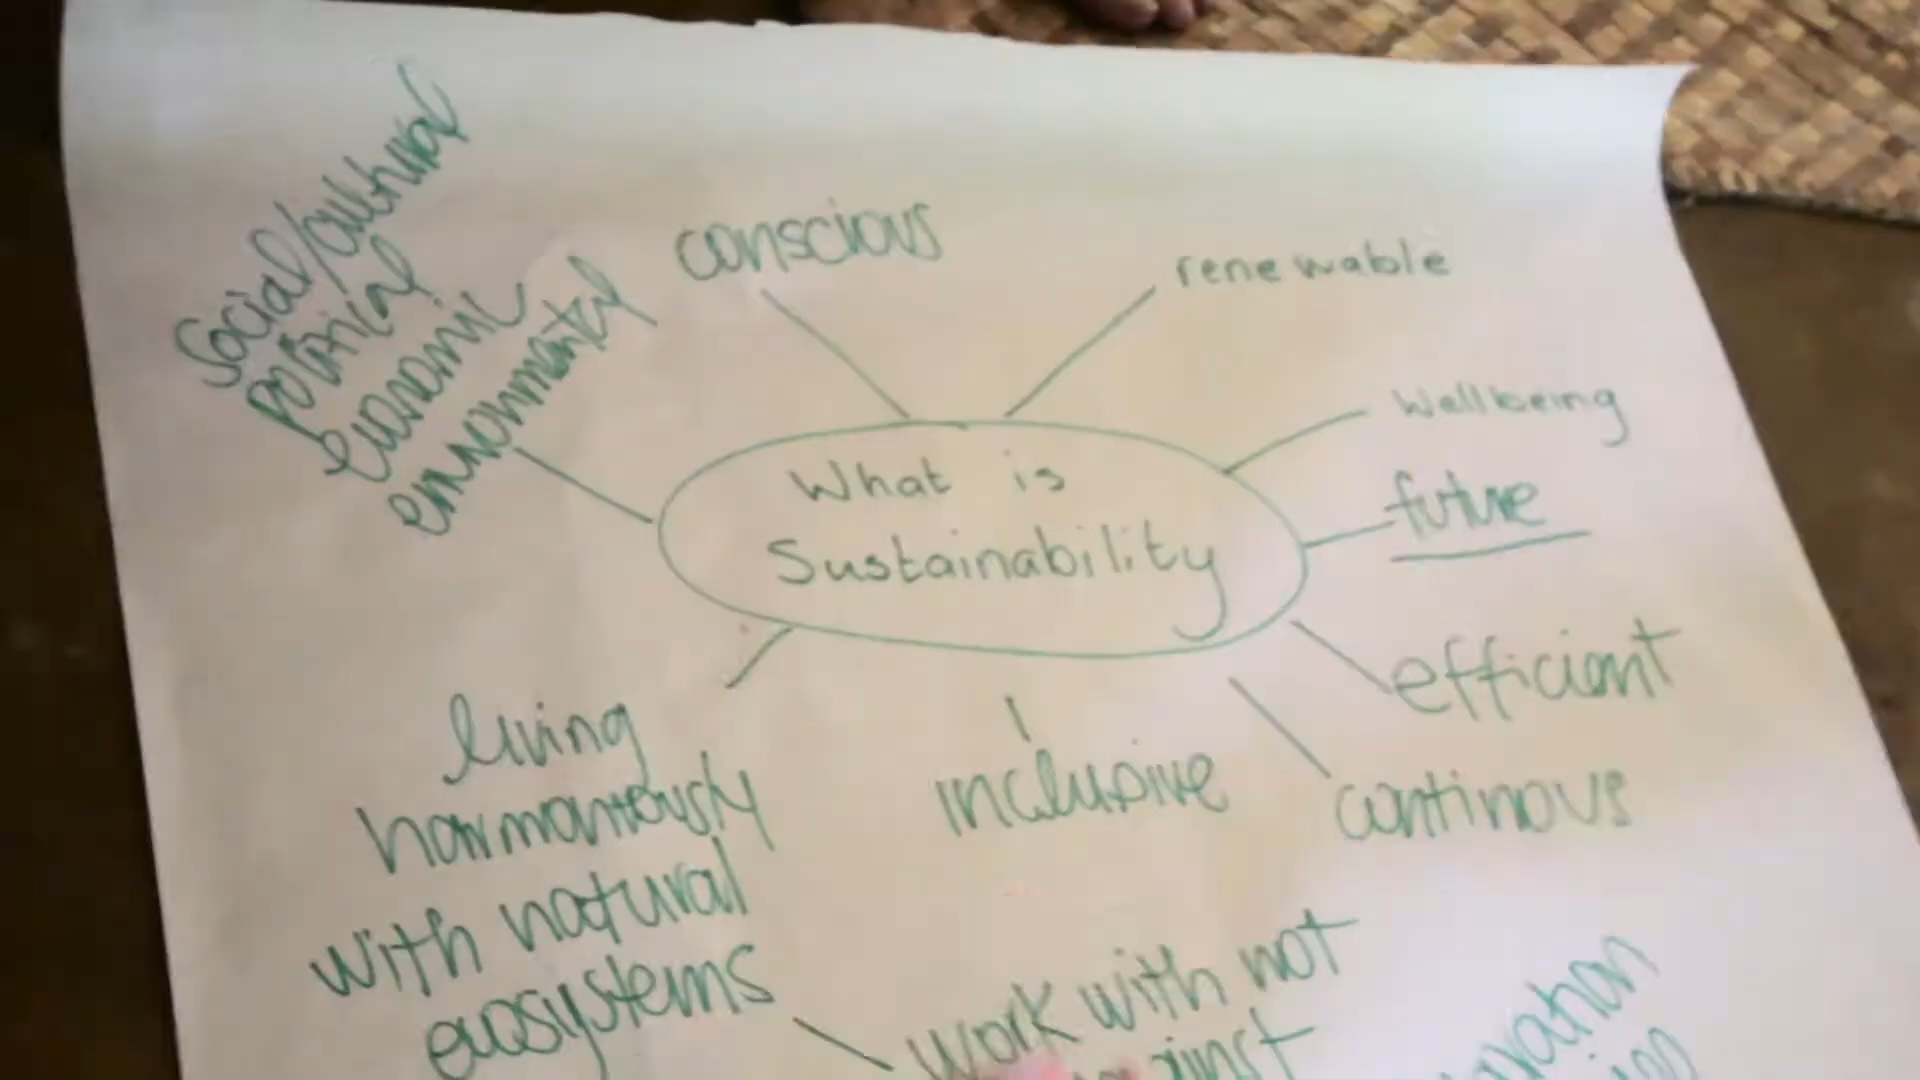 Social/cultural
political
economic
environmental
conscious
renewable
Wellbeing
What is
Sustainability
future
efficient
continous
inclusive
living
harmoniously
with natural
ecosystems
work with not